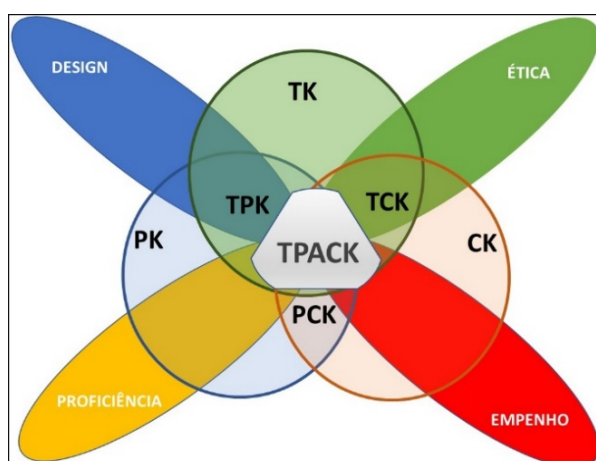 DESIGN
ÉTICA
TK
TPK
TCK
PK
CK
TPACK
PCK
PROFICIÊNCIA
EMPENHO